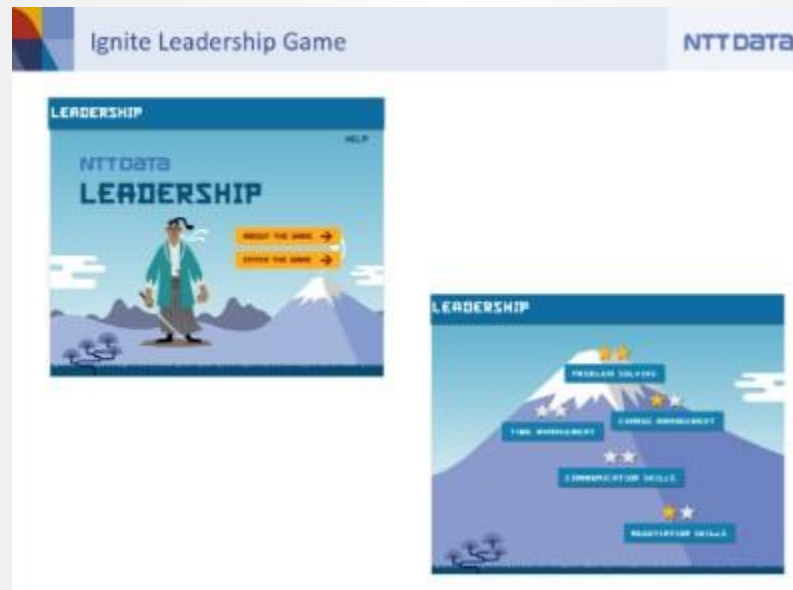 Ignite Leadership Game
NTT DATA
LEADERSHIP
HELP
NTT DATA
LEADERSHIP
ABOUT THE GAME
ENTER THE GAME
LEADERSHIP
PROBLEM SOLVING
CHANGE MANAGEMENT
TIME MANAGEMENT
COMMUNICATION SKILLS
NEGOTIATION SKILLS